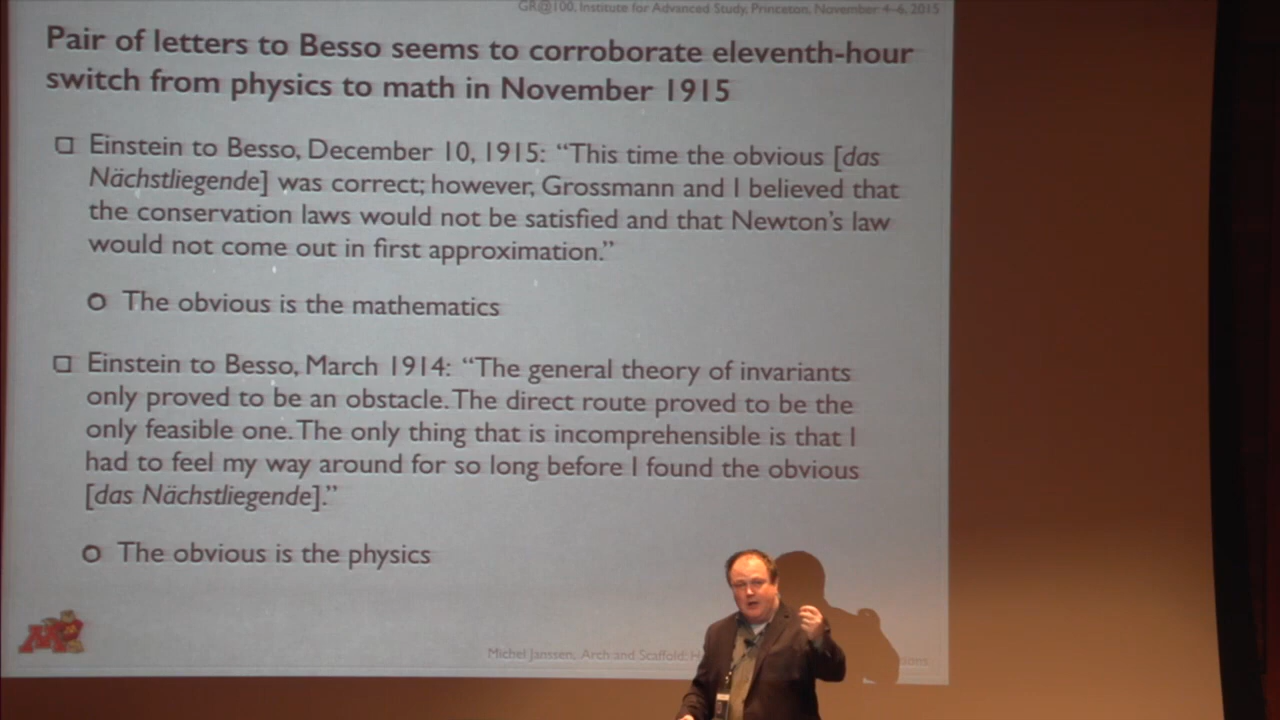 GR@100, Institute for Advanced Study, Princeton, November 4–6, 2015
Pair of letters to Besso seems to corroborate eleventh-hour
switch from physics to math in November 1915
Einstein to Besso, December 10, 1915: “This time the obvious [das
Nächstliegende] was correct; however, Grossmann and I believed that
the conservation laws would not be satisfied and that Newton’s law
would not come out in first approximation.”
The obvious is the mathematics
Einstein to Besso, March 1914: “The general theory of invariants
only proved to be an obstacle. The direct route proved to be the
only feasible one. The only thing that is incomprehensible is that I
had to feel my way around for so long before I found the obvious
[das Nächstliegende].”
The obvious is the physics
M
Michel Janssen, Arch and Scaffold: